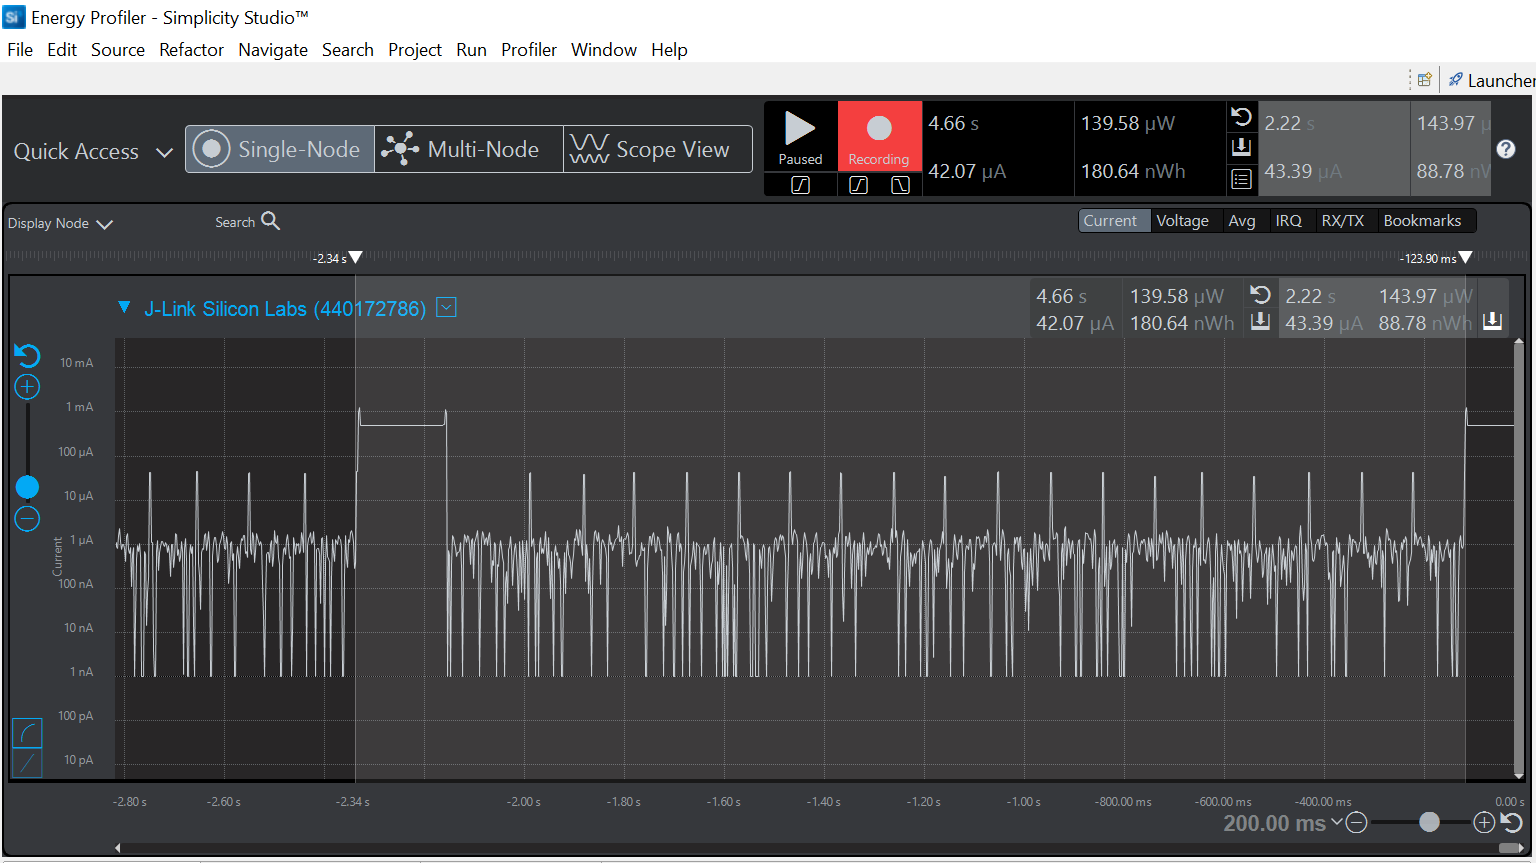 Si Energy Profiler - Simplicity Studio™
File Edit Source Refactor Navigate Search Project Run Profiler Window Help
Launcher
Quick Access Single-Node Multi-Node Scope View
Paused Recording
4.66 s 139.58 µW 2.22 s 143.97 µ
42.07 µA 180.64 nWh 43.39 µA 88.78 nW
?
Display Node Search Current Voltage Avg IRQ RX/TX Bookmarks
-2.34 s -123.90 ms
J-Link Silicon Labs (440172786)
4.66 s 139.58 µW 2.22 s 143.97 µW
42.07 µA 180.64 nWh 43.39 µA 88.78 nWh
10 mA
1 mA
100 µA
10 µA
1 µA
100 nA
10 nA
1 nA
100 pA
10 pA
Current
-2.80 s -2.60 s -2.34 s -2.00 s -1.80 s -1.60 s -1.40 s -1.20 s -1.00 s -800.00 ms -600.00 ms -400.00 ms 0.00 s
200.00 ms